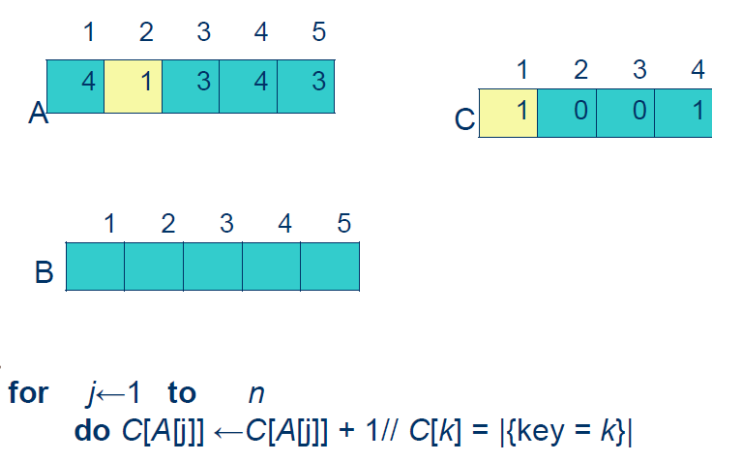 1 2 3 4 5
A 4 1 3 4 3
1 2 3 4
C 1 0 0 1
1 2 3 4 5
B
for j←1 to n
do C[A[j]] ←C[A[j]] + 1// C[k] = |{key = k}|